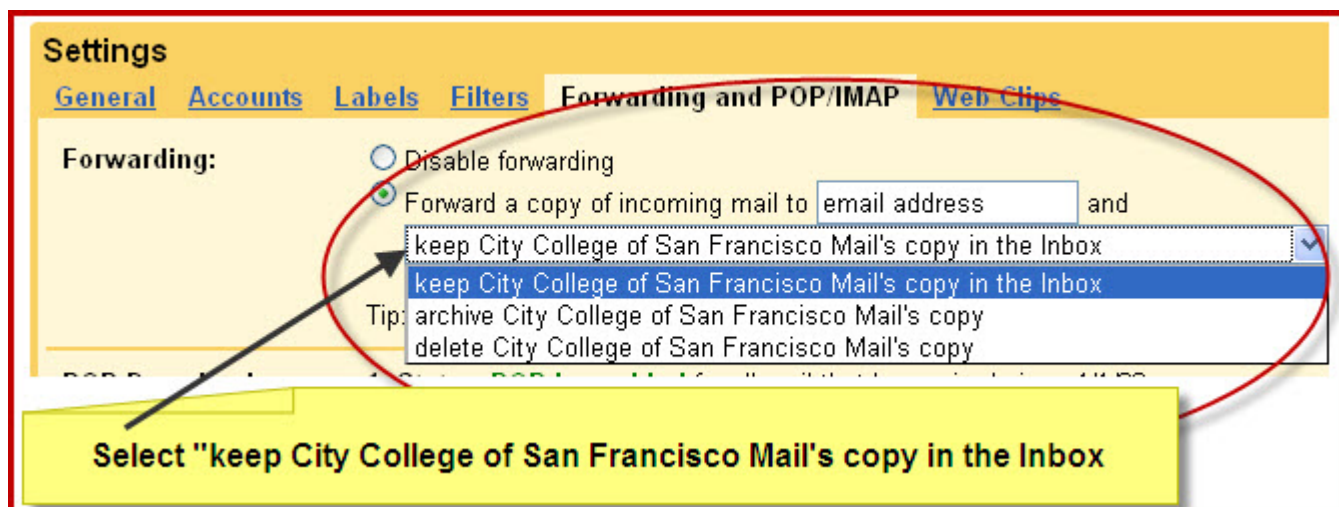 Settings
General Accounts Labels Filters Forwarding and POP/IMAP Web Clips
Forwarding: Disable forwarding
Forward a copy of incoming mail to email address and
keep City College of San Francisco Mail's copy in the Inbox
keep City College of San Francisco Mail's copy in the Inbox
Tip: archive City College of San Francisco Mail's copy
delete City College of San Francisco Mail's copy
Select "keep City College of San Francisco Mail's copy in the Inbox